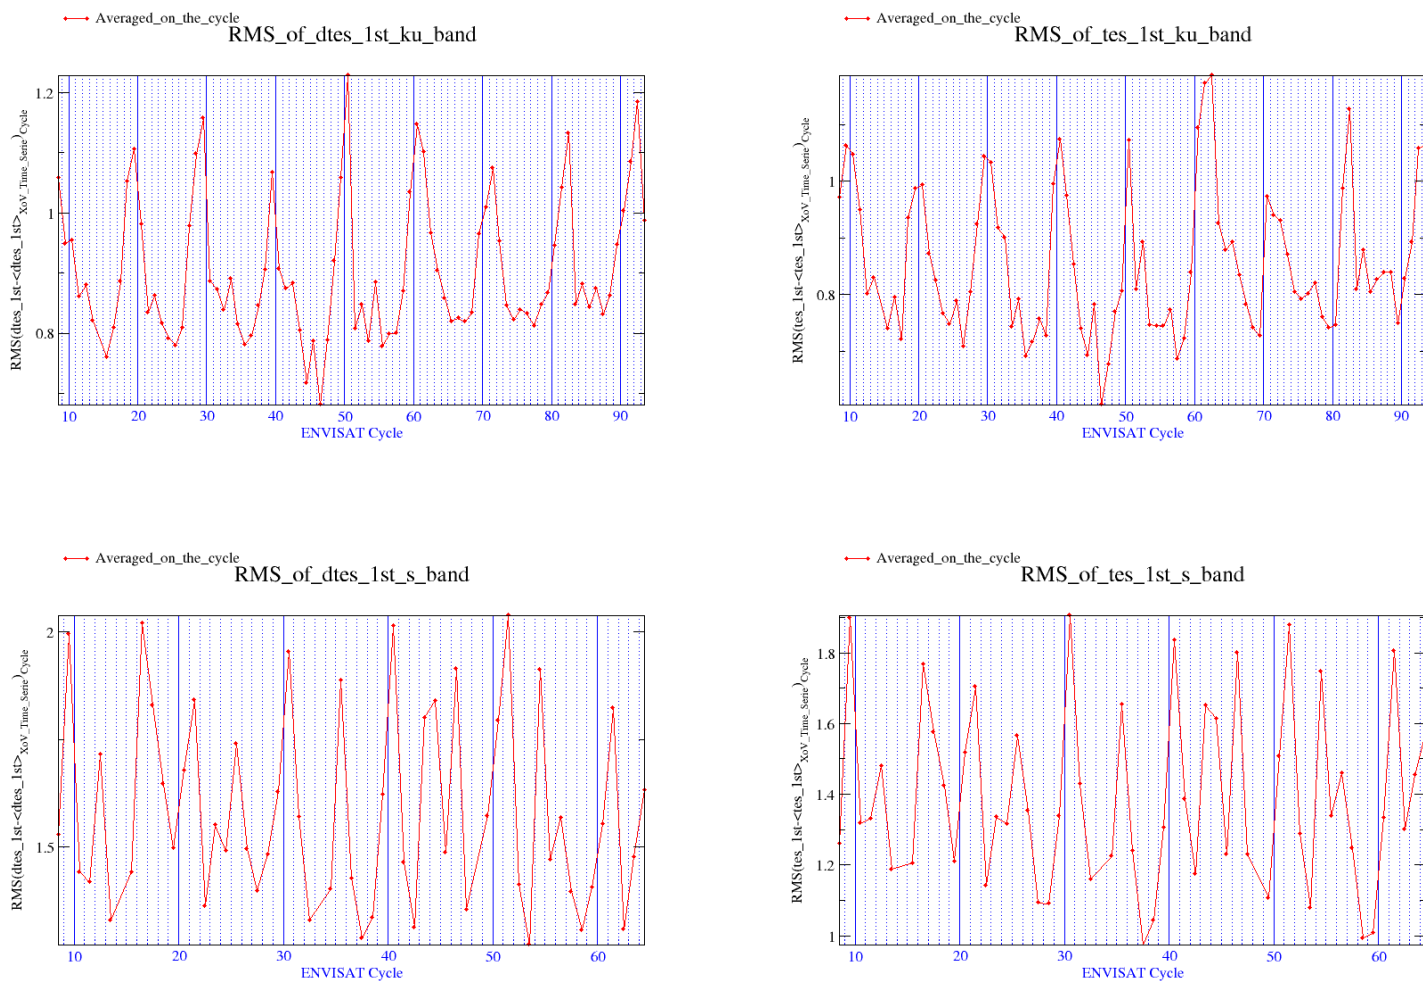 Averaged_on_the_cycle
RMS_of_dtes_1st_ku_band
1.2
1
0.8
RMS(dtes_1st-<dtes_1st>XoV_Time_Serie)Cycle
10 20 30 40 50 60 70 80 90
ENVISAT Cycle
Averaged_on_the_cycle
RMS_of_tes_1st_ku_band
1
0.8
RMS(tes_1st-<tes_1st>XoV_Time_Serie)Cycle
10 20 30 40 50 60 70 80 90
ENVISAT Cycle
Averaged_on_the_cycle
RMS_of_dtes_1st_s_band
2
1.5
RMS(dtes_1st-<dtes_1st>XoV_Time_Serie)Cycle
10 20 30 40 50 60
ENVISAT Cycle
Averaged_on_the_cycle
RMS_of_tes_1st_s_band
1.8
1.6
1.4
1.2
1
RMS(tes_1st-<tes_1st>XoV_Time_Serie)Cycle
10 20 30 40 50 60
ENVISAT Cycle